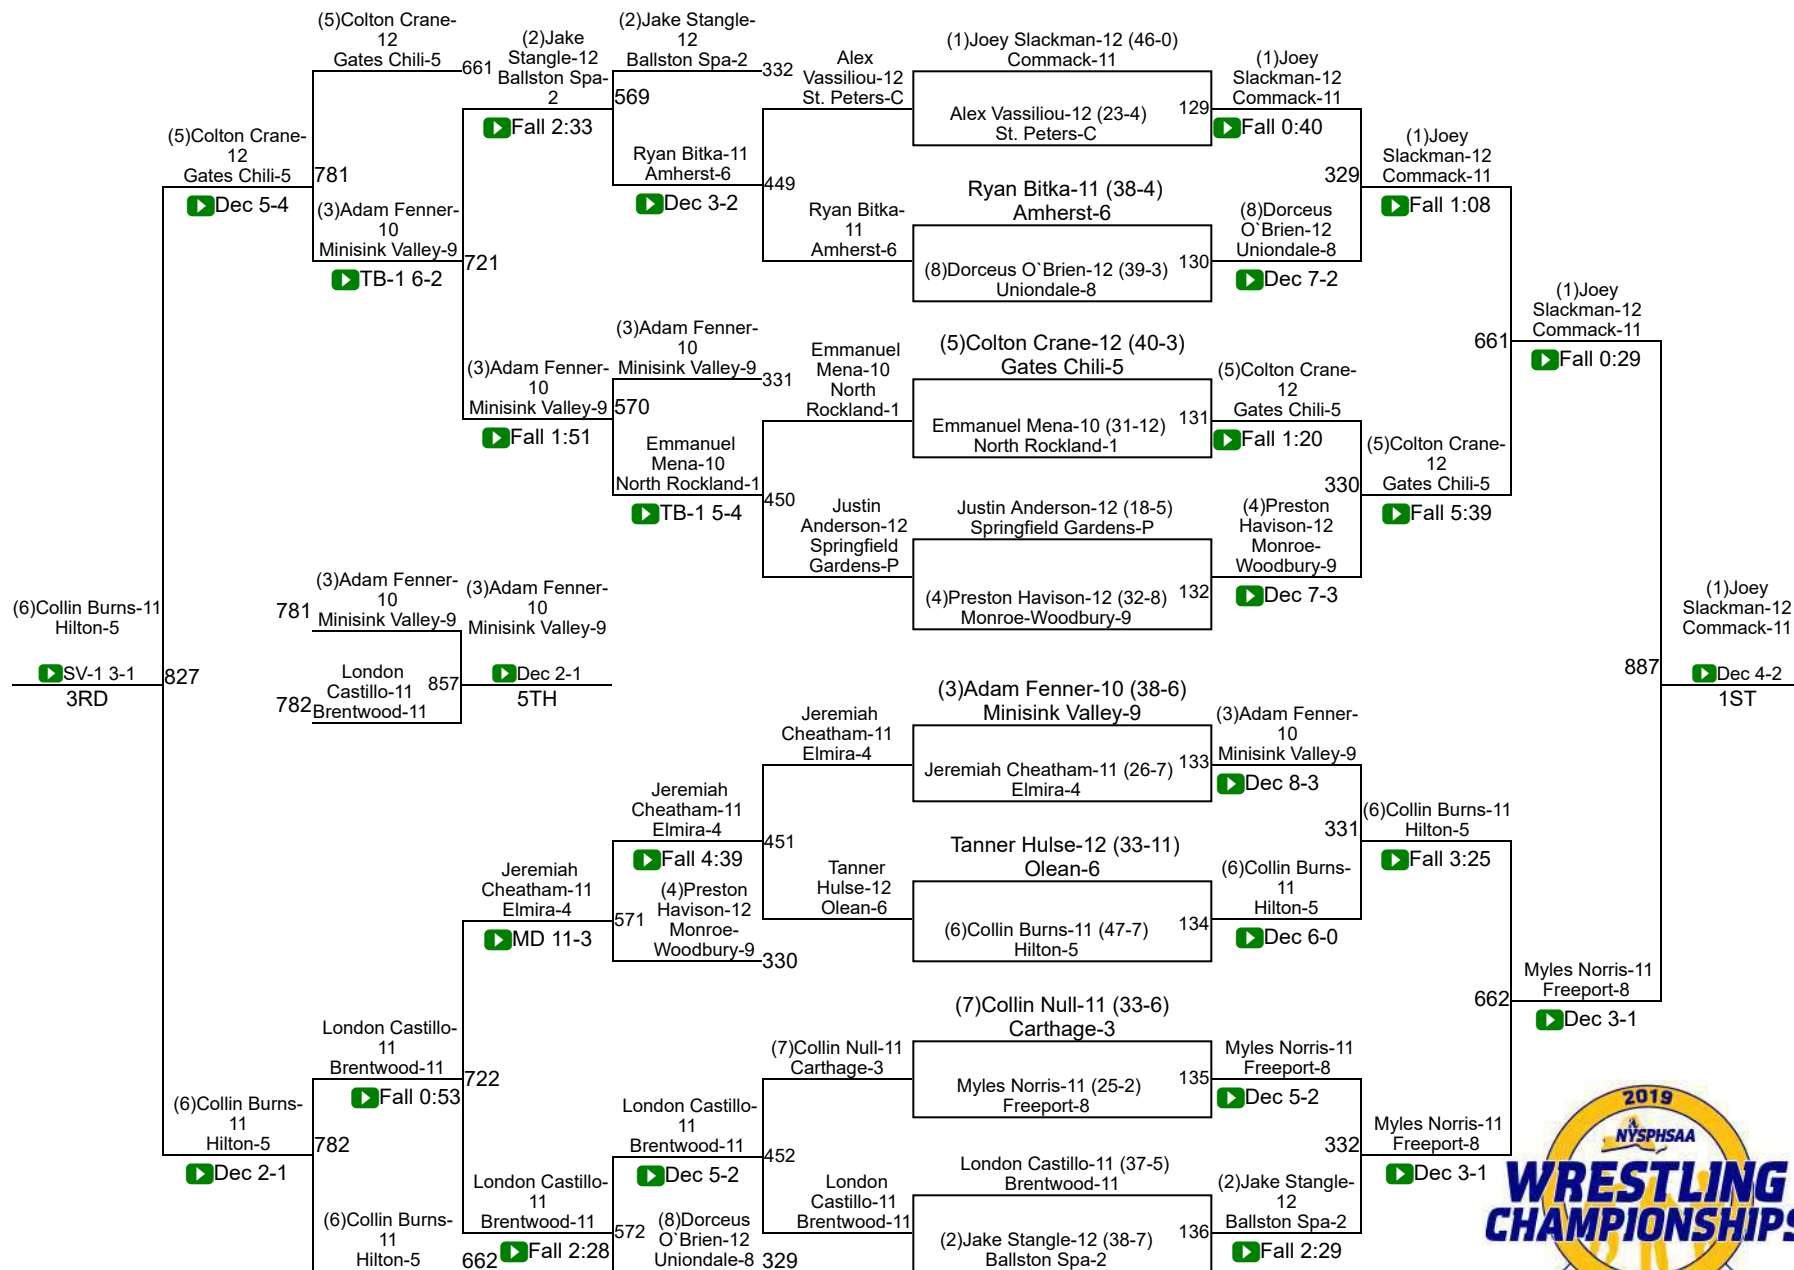 (5)Colton Crane-
12
Gates Chili-5
661
(2)Jake
Stangle-12
Ballston Spa-
2
Fall 2:33
(2)Jake Stangle-
12
Ballston Spa-2
332
569
Ryan Bitka-11
Amherst-6
Dec 3-2
Alex
Vassiliou-12
St. Peters-C
449
Ryan Bitka-
11
Amherst-6
(1)Joey Slackman-12 (46-0)
Commack-11
Alex Vassiliou-12 (23-4)
St. Peters-C
129
Ryan Bitka-11 (38-4)
Amherst-6
(8)Dorceus O`Brien-12 (39-3)
Uniondale-8
130
(1)Joey
Slackman-12
Commack-11
Fall 0:40
329
(8)Dorceus
O`Brien-12
Uniondale-8
Dec 7-2
(1)Joey
Slackman-12
Commack-11
Fall 1:08
(5)Colton Crane-
12
Gates Chili-5
Dec 5-4
781
(3)Adam Fenner-
10
Minisink Valley-9
TB-1 6-2
721
(3)Adam Fenner-
10
Minisink Valley-9
Fall 1:51
(3)Adam Fenner-
10
Minisink Valley-9
331
570
Emmanuel
Mena-10
North Rockland-1
TB-1 5-4
Emmanuel
Mena-10
North
Rockland-1
450
Justin
Anderson-12
Springfield
Gardens-P
(5)Colton Crane-12 (40-3)
Gates Chili-5
Emmanuel Mena-10 (31-12)
North Rockland-1
131
Justin Anderson-12 (18-5)
Springfield Gardens-P
(4)Preston Havison-12 (32-8)
Monroe-Woodbury-9
132
(5)Colton Crane-
12
Gates Chili-5
Fall 1:20
330
(4)Preston
Havison-12
Monroe-
Woodbury-9
Dec 7-3
(5)Colton Crane-
12
Gates Chili-5
Fall 5:39
661
(1)Joey
Slackman-12
Commack-11
Fall 0:29
(6)Collin Burns-11
Hilton-5
SV-1 3-1
3RD
827
781
(3)Adam Fenner-
10
Minisink Valley-9
782
London
Castillo-11
Brentwood-11
857
(3)Adam Fenner-
10
Minisink Valley-9
Dec 2-1
5TH
887
(1)Joey
Slackman-12
Commack-11
Dec 4-2
1ST
Jeremiah
Cheatham-11
Elmira-4
(3)Adam Fenner-10 (38-6)
Minisink Valley-9
Jeremiah Cheatham-11 (26-7)
Elmira-4
133
(3)Adam Fenner-
10
Minisink Valley-9
Dec 8-3
Jeremiah
Cheatham-11
Elmira-4
Fall 4:39
451
Tanner
Hulse-12
Olean-6
Tanner Hulse-12 (33-11)
Olean-6
(6)Collin Burns-11 (47-7)
Hilton-5
134
331
(6)Collin Burns-
11
Hilton-5
Dec 6-0
(6)Collin Burns-11
Hilton-5
Fall 3:25
Jeremiah
Cheatham-11
Elmira-4
MD 11-3
571
(4)Preston
Havison-12
Monroe-
Woodbury-9
330
662
Myles Norris-11
Freeport-8
Dec 3-1
London Castillo-
11
Brentwood-11
Fall 0:53
722
(7)Collin Null-11
Carthage-3
(7)Collin Null-11 (33-6)
Carthage-3
Myles Norris-11 (25-2)
Freeport-8
135
Myles Norris-11
Freeport-8
Dec 5-2
(6)Collin Burns-
11
Hilton-5
Dec 2-1
782
London Castillo-
11
Brentwood-11
Dec 5-2
452
London
Castillo-11
Brentwood-11
London Castillo-11 (37-5)
Brentwood-11
(2)Jake Stangle-12 (38-7)
Ballston Spa-2
136
332
(2)Jake Stangle-
12
Ballston Spa-2
Fall 2:29
Myles Norris-11
Freeport-8
Dec 3-1
(6)Collin Burns-
11
Hilton-5
662
London Castillo-
11
Brentwood-11
Fall 2:28
572
(8)Dorceus
O`Brien-12
Uniondale-8
329
2019
NYSPHSAA
WRESTLING
CHAMPIONSHIPS